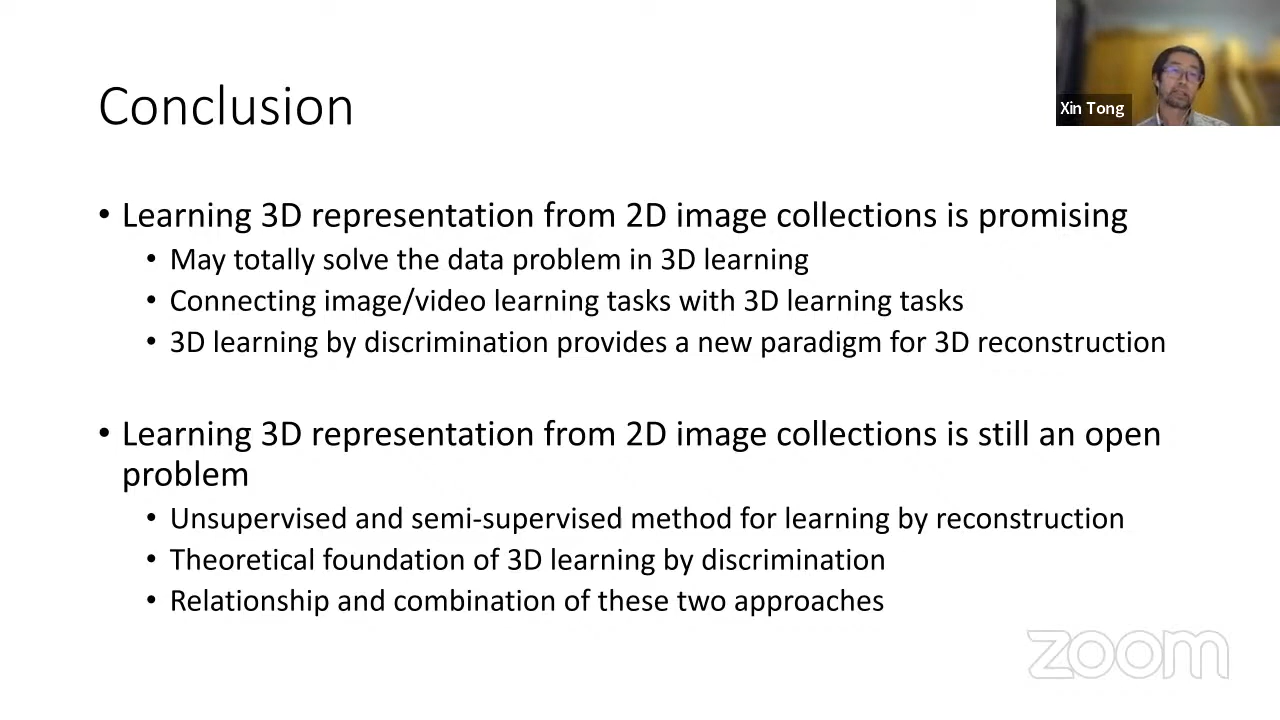 Conclusion
Xin Tong
• Learning 3D representation from 2D image collections is promising
• May totally solve the data problem in 3D learning
• Connecting image/video learning tasks with 3D learning tasks
• 3D learning by discrimination provides a new paradigm for 3D reconstruction
• Learning 3D representation from 2D image collections is still an open
problem
• Unsupervised and semi-supervised method for learning by reconstruction
• Theoretical foundation of 3D learning by discrimination
• Relationship and combination of these two approaches
zoom